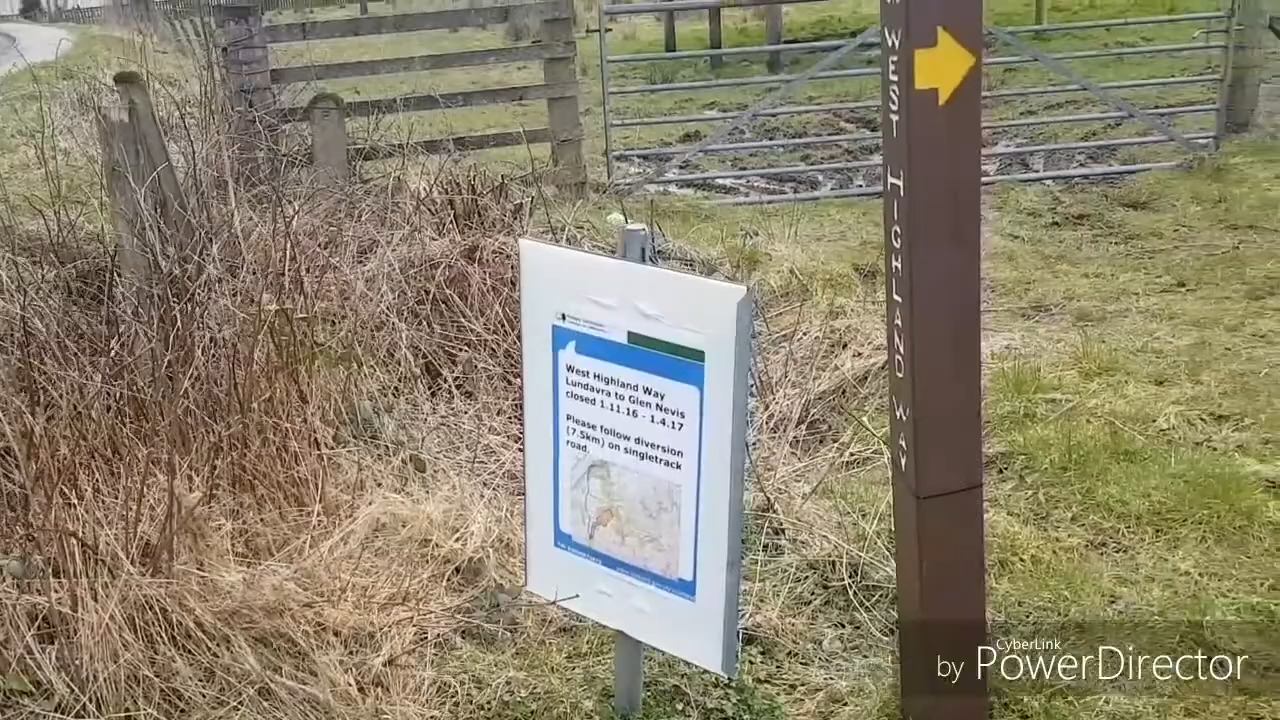 WEST HIGHLAND WAY
West Highland Way
Lundavra to Glen Nevis
closed 1.11.16 - 1.4.17
Please follow diversion
(7.5km) on singletrack
road.
CyberLink
by PowerDirector